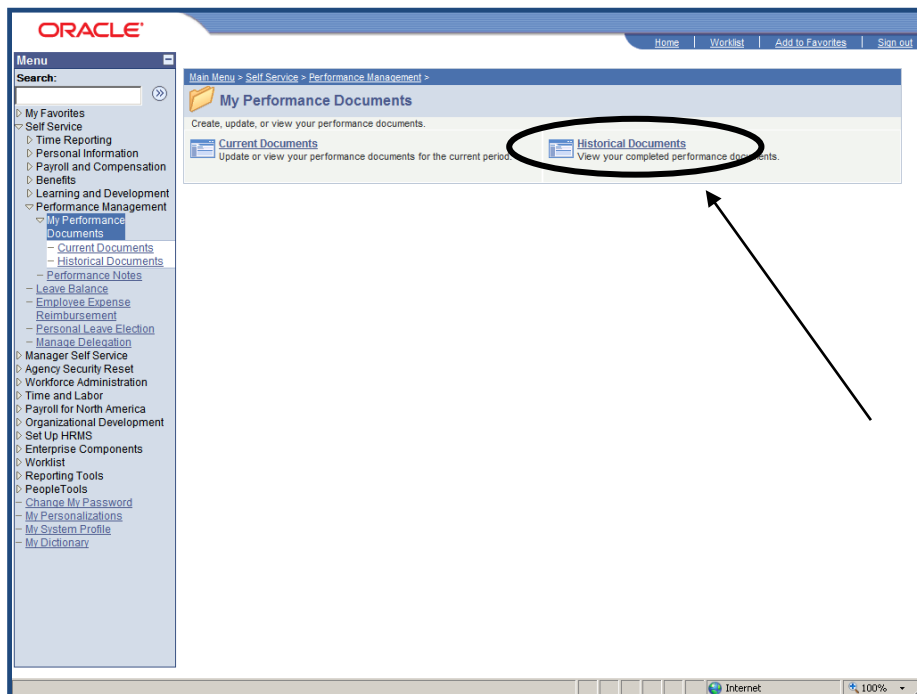 ORACLE
Home Worklist Add to Favorites Sign out
Menu
Search:
My Favorites
Self Service
Time Reporting
Personal Information
Payroll and Compensation
Benefits
Learning and Development
Performance Management
My Performance
Documents
Current Documents
Historical Documents
Performance Notes
Leave Balance
Employee Expense
Reimbursement
Personal Leave Election
Manage Delegation
Manager Self Service
Agency Security Reset
Workforce Administration
Time and Labor
Payroll for North America
Organizational Development
Set Up HRMS
Enterprise Components
Worklist
Reporting Tools
PeopleTools
Change My Password
My Personalizations
My System Profile
My Dictionary
Main Menu > Self Service > Performance Management >
My Performance Documents
Create, update, or view your performance documents.
Current Documents
Update or view your performance documents for the current period.
Historical Documents
View your completed performance documents.
Internet 100%